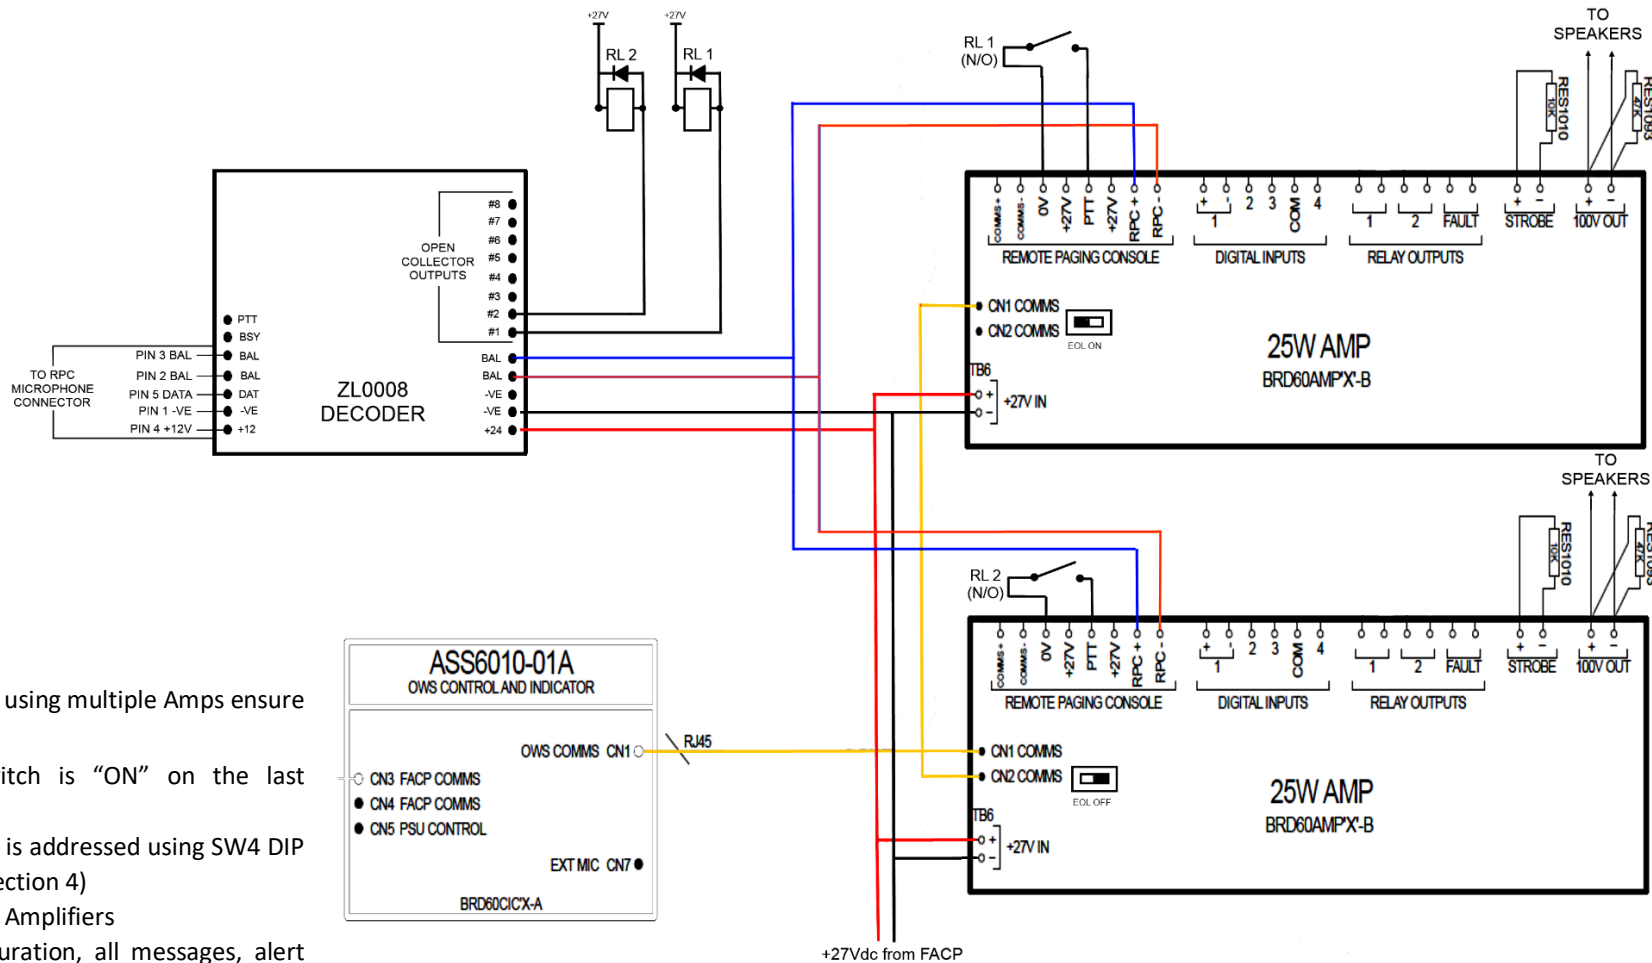 +27V
+27V
RL 2
RL 1
RL 1
(N/O)
TO
SPEAKERS
RES1010
10K
RES1093
47K
OPEN
COLLECTOR
OUTPUTS
#8
#7
#6
#5
#4
#3
#2
#1
BAL
BAL
-VE
-VE
+24
PTT
BSY
BAL
BAL
DAT
-VE
+12
PIN 3 BAL
PIN 2 BAL
PIN 5 DATA
PIN 1 -VE
PIN 4 +12V
TO RPC
MICROPHONE
CONNECTOR
ZL0008
DECODER
COMMS +
COMMS -
0V
+27V
PTT
+27V
RPC +
RPC -
REMOTE PAGING CONSOLE
+ - 2 3 COM 4
1
DIGITAL INPUTS
1 2 FAULT
RELAY OUTPUTS
+ -
STROBE
+ -
100V OUT
CN1 COMMS
CN2 COMMS
EOL ON
TB6
+
-
+27V IN
25W AMP
BRD60AMP'X'-B
TO
SPEAKERS
RES1010
10K
47K
RL 2
(N/O)
COMMS +
COMMS -
0V
+27V
PTT
+27V
RPC +
RPC -
REMOTE PAGING CONSOLE
+ - 2 3 COM 4
1
DIGITAL INPUTS
1 2 FAULT
RELAY OUTPUTS
+ -
STROBE
+ -
100V OUT
CN1 COMMS
CN2 COMMS
EOL OFF
TB6
+
-
+27V IN
25W AMP
BRD60AMP'X'-B
ASS6010-01A
OWS CONTROL AND INDICATOR
OWS COMMS CN1
RJ45
CN3 FACP COMMS
CN4 FACP COMMS
CN5 PSU CONTROL
EXT MIC CN7
BRD60CIC'X-A
+27Vdc from FACP
using multiple Amps ensure
itch is “ON” on the last
is addressed using SW4 DIP
ection 4)
Amplifiers
uration, all messages, alert